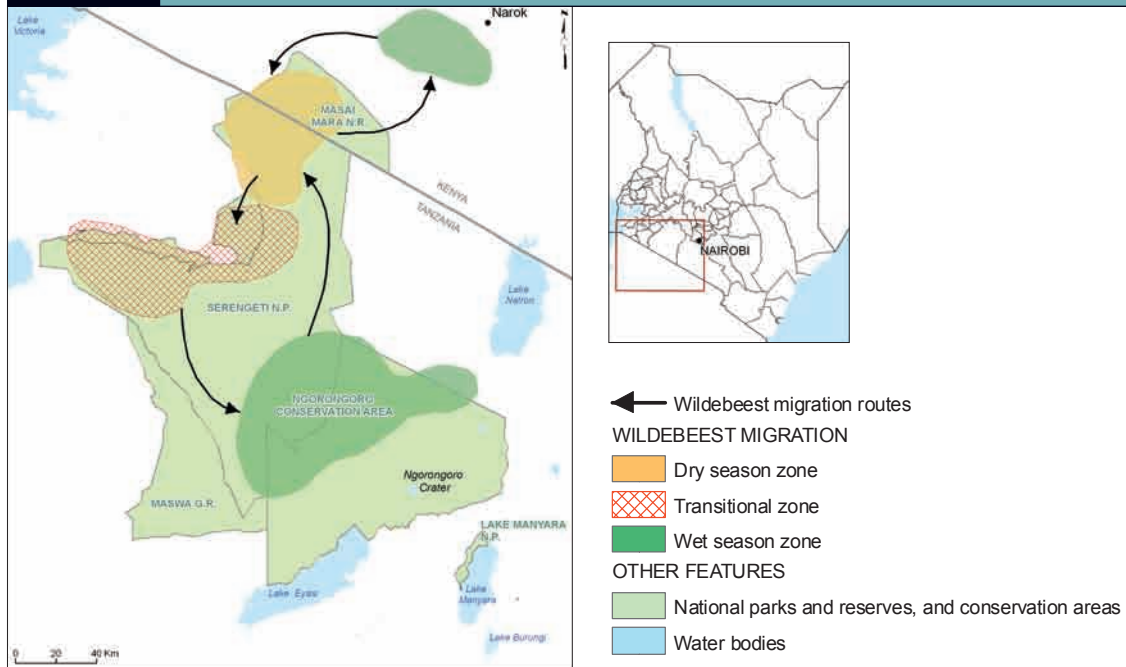 Lake
Victoria
Narok
N
MASAI
MARA N.R.
KENYA
TANZANIA
Lake
Natron
SERENGETI N.P.
NGORONGORO
CONSERVATION AREA
Ngorongoro
Crater
MASWA G.R.
LAKE MANYARA
N.P.
Lake Eyasi
Lake
Manyara
Lake Burungi
0 20 40 Km
NAIROBI
Wildebeest migration routes
WILDEBEEST MIGRATION
Dry season zone
Transitional zone
Wet season zone
OTHER FEATURES
National parks and reserves, and conservation areas
Water bodies